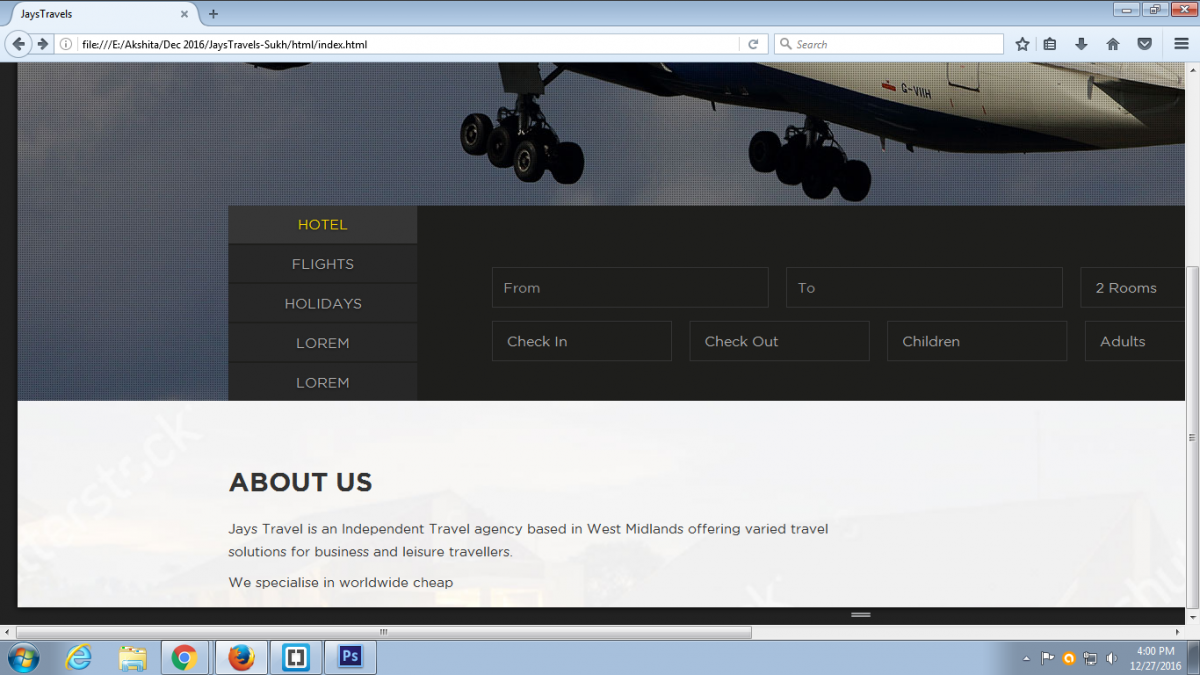 JaysTravels
file:///E:/Akshita/Dec 2016/JaysTravels-Sukh/html/index.html
Search
G-VIIH
HOTEL
FLIGHTS
HOLIDAYS
LOREM
LOREM
From
To
2 Rooms
Check In
Check Out
Children
Adults
ABOUT US
Jays Travel is an Independent Travel agency based in West Midlands offering varied travel
solutions for business and leisure travellers.
We specialise in worldwide cheap
Ps
4:00 PM
12/27/2016